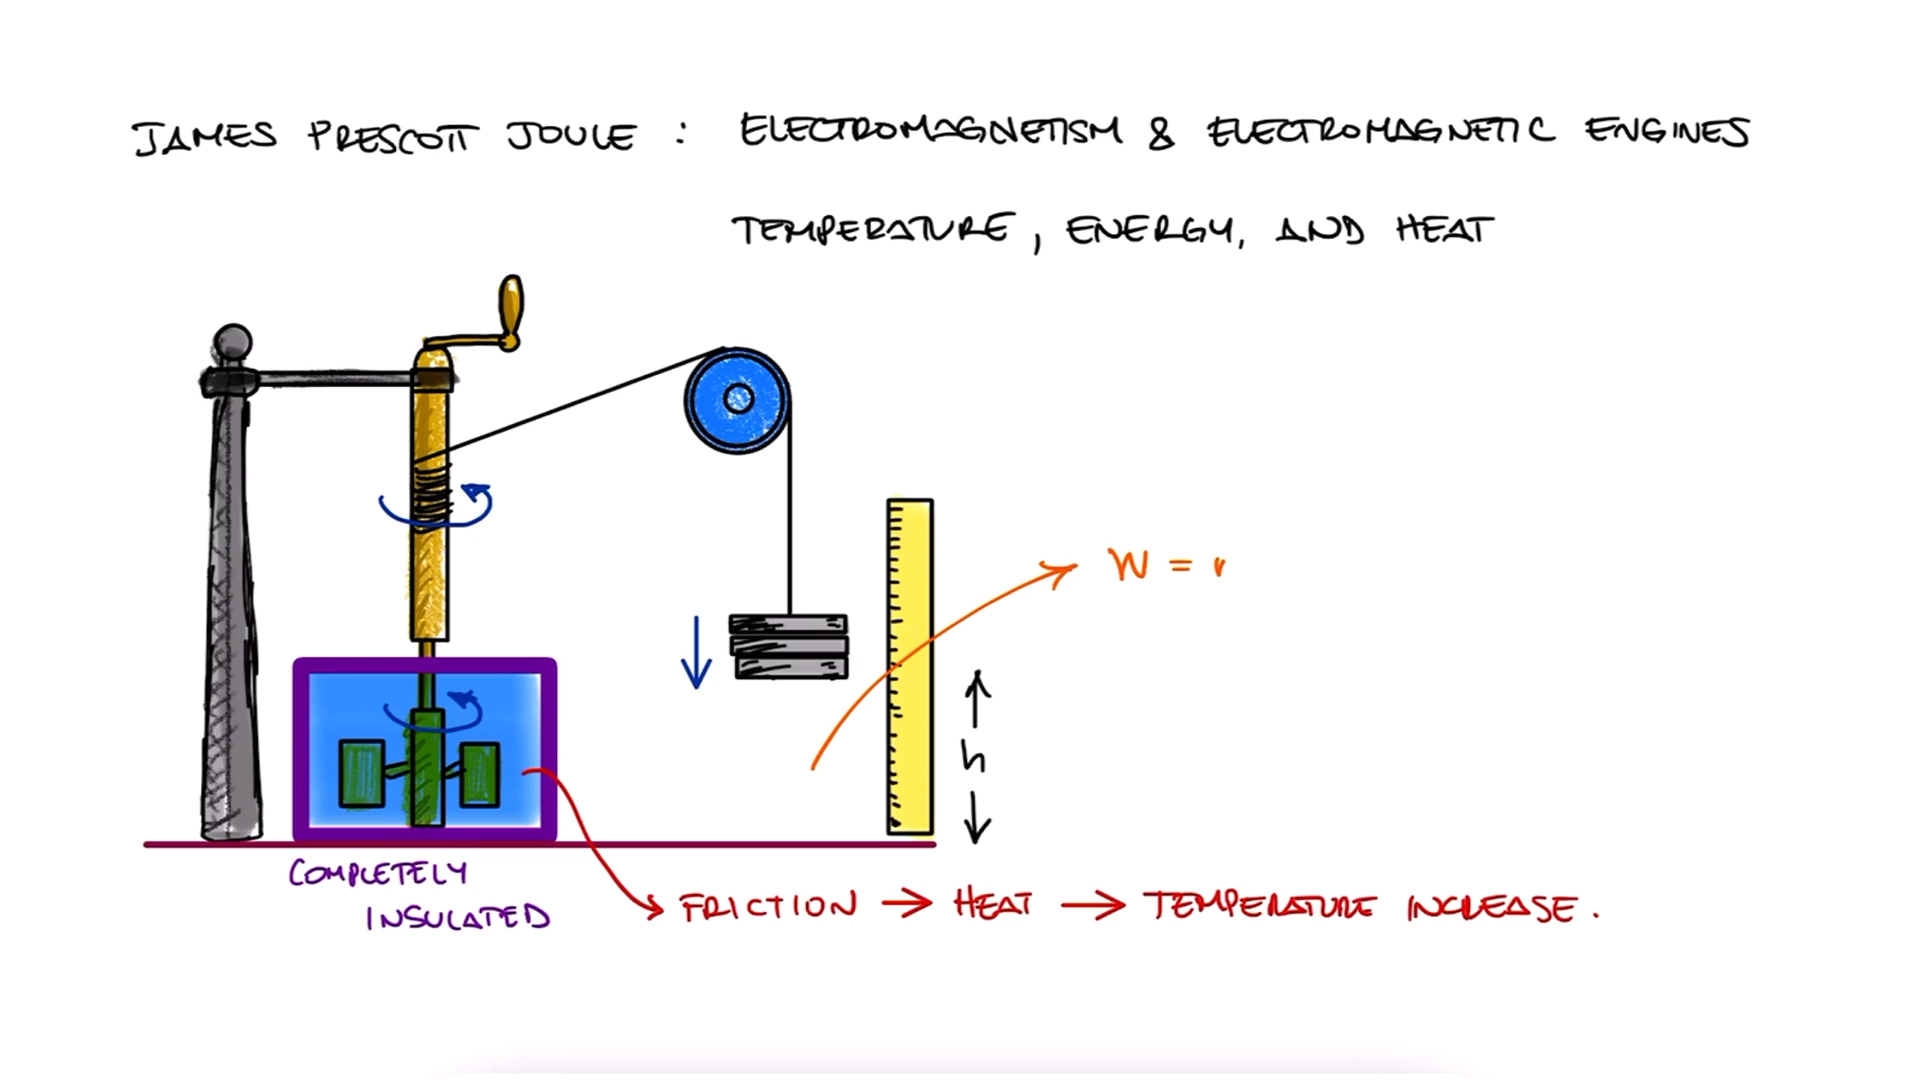 JAMES PRESCOTT JOULE : ELECTROMAGNETISM & ELECTROMAGNETIC ENGINES
TEMPERATURE, ENERGY, AND HEAT
W =
h
COMPLETELY
INSULATED
FRICTION → HEAT → TEMPERATURE INCREASE.